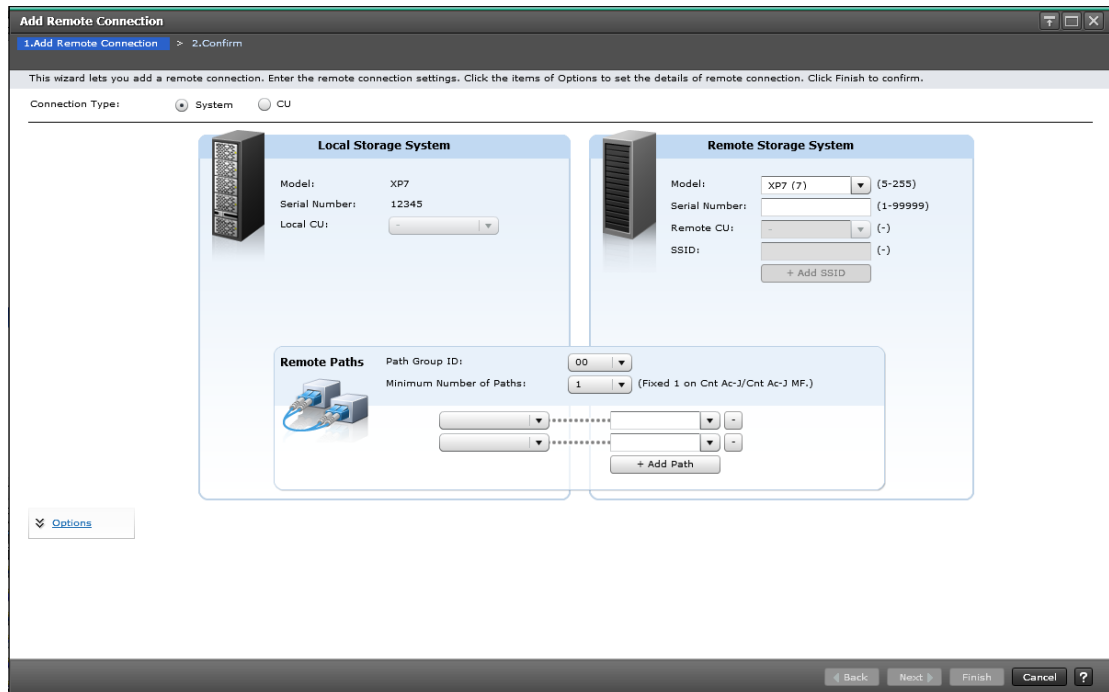 Add Remote Connection
1.Add Remote Connection > 2.Confirm
This wizard lets you add a remote connection. Enter the remote connection settings. Click the items of Options to set the details of remote connection. Click Finish to confirm.
Connection Type: System CU
Local Storage System
Model: XP7
Serial Number: 12345
Local CU: -
Remote Storage System
Model: XP7 (7) (5-255)
Serial Number: (1-99999)
Remote CU: - (-)
SSID: (-)
+ Add SSID
Remote Paths
Path Group ID: 00
Minimum Number of Paths: 1 (Fixed 1 on Cnt Ac-J/Cnt Ac-J MF.)
-
-
+ Add Path
Options
Back Next Finish Cancel ?